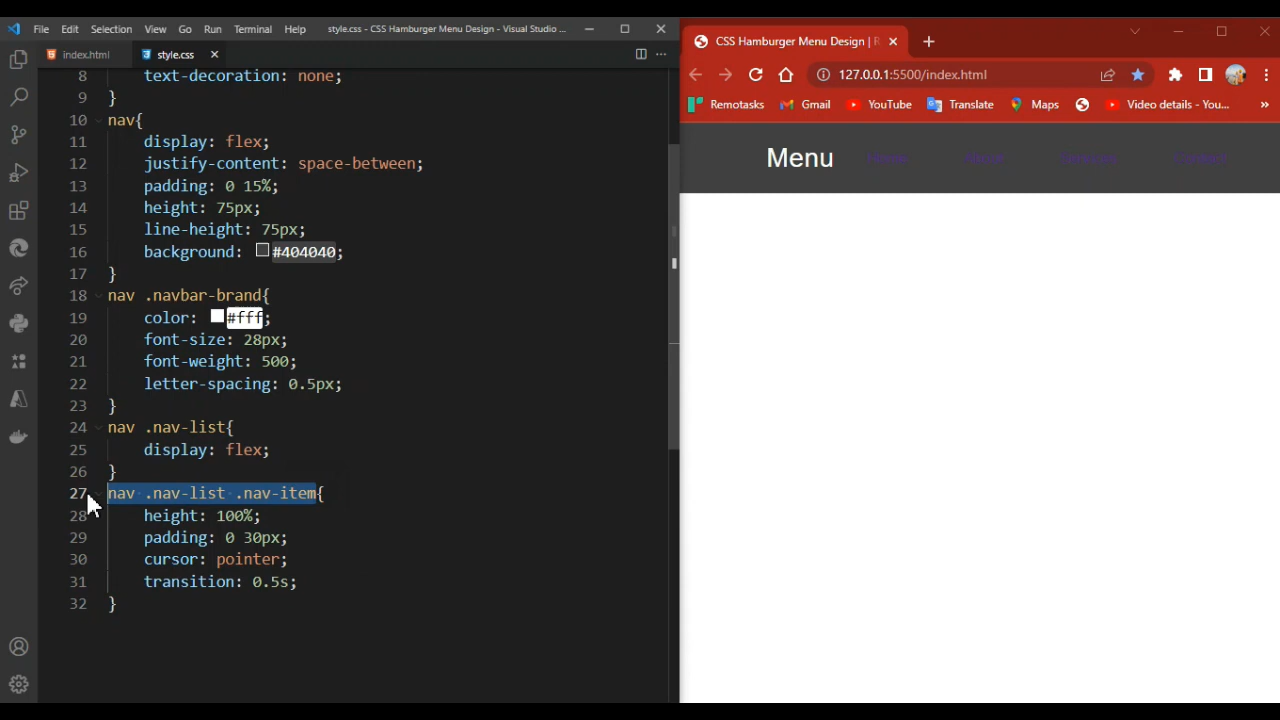 File Edit Selection View Go Run Terminal Help style.css - CSS Hamburger Menu Design - Visual Studio ...
index.html style.css
8 text-decoration: none;
9 }
10 nav{
11 display: flex;
12 justify-content: space-between;
13 padding: 0 15%;
14 height: 75px;
15 line-height: 75px;
16 background: #404040;
17 }
18 nav .navbar-brand{
19 color: #fff;
20 font-size: 28px;
21 font-weight: 500;
22 letter-spacing: 0.5px;
23 }
24 nav .nav-list{
25 display: flex;
26 }
27 nav .nav-list .nav-item{
28 height: 100%;
29 padding: 0 30px;
30 cursor: pointer;
31 transition: 0.5s;
32 }
CSS Hamburger Menu Design | R
127.0.0.1:5500/index.html
Remotasks Gmail YouTube Translate Maps Video details - You... »
Menu Home About Services Contact